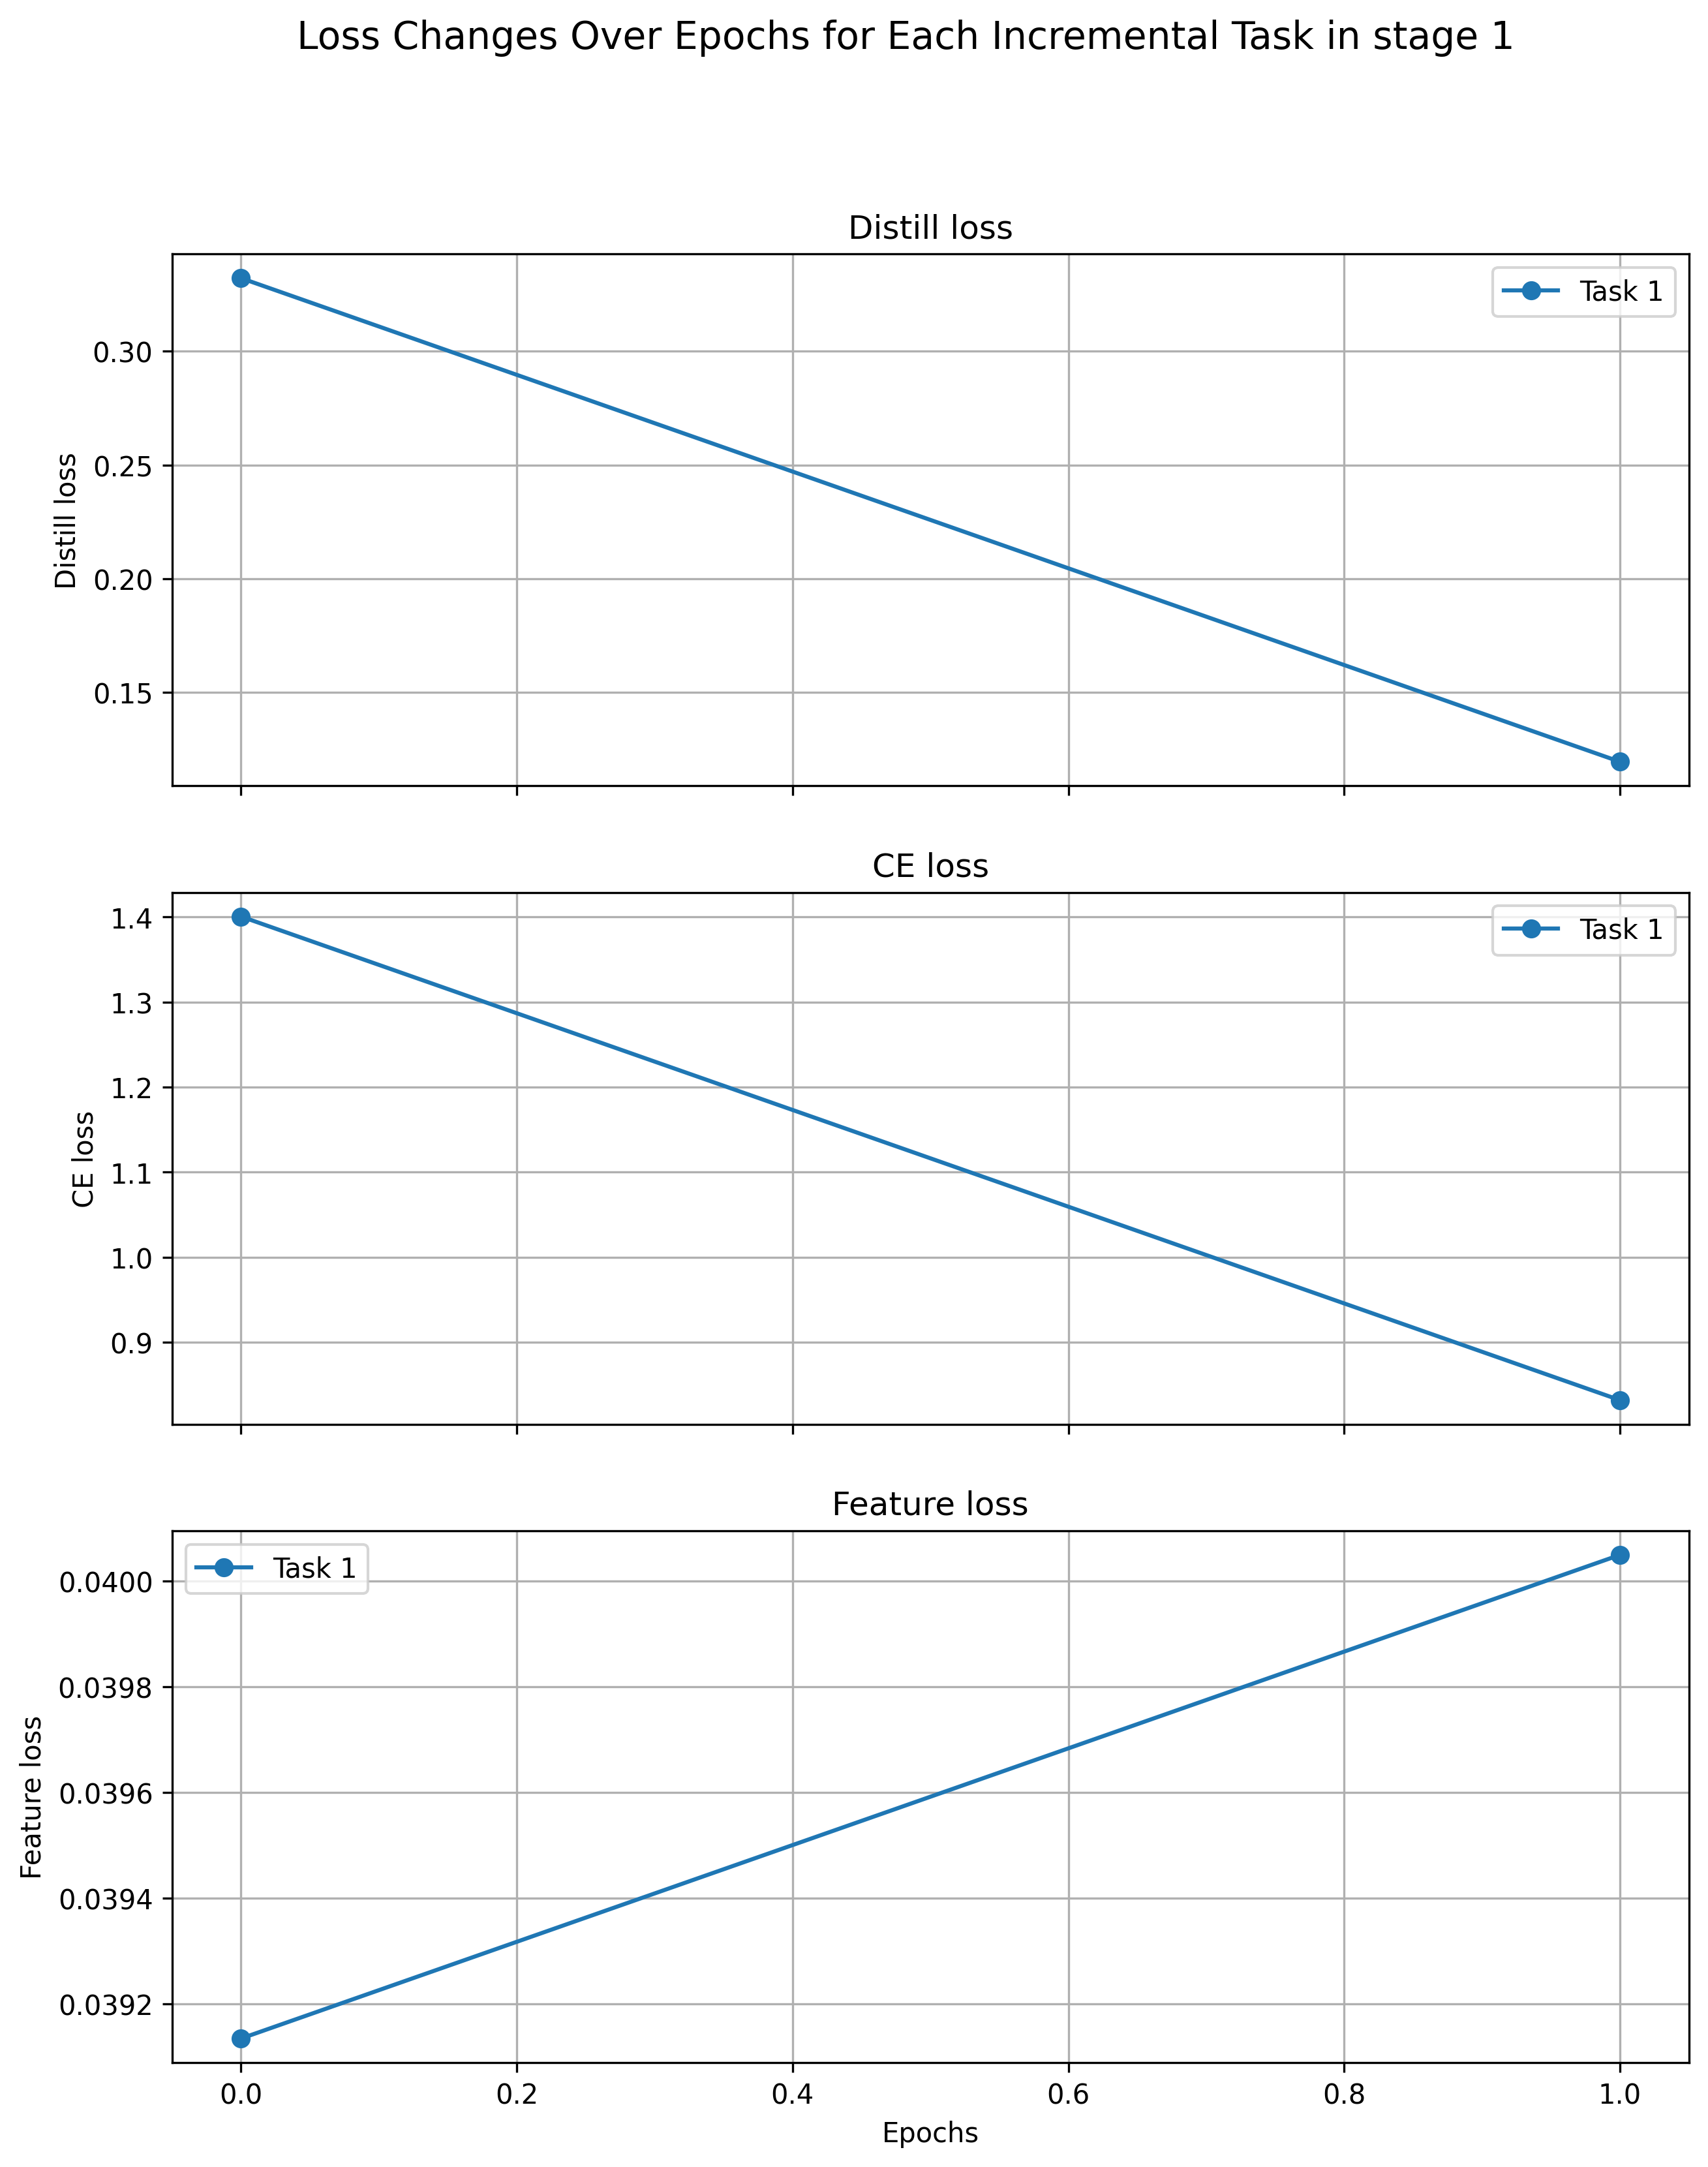 Loss Changes Over Epochs for Each Incremental Task in stage 1
Distill loss
Task 1
Distill loss
0.30
0.25
0.20
0.15
CE loss
Task 1
CE loss
1.4
1.3
1.2
1.1
1.0
0.9
Feature loss
Task 1
Feature loss
0.0400
0.0398
0.0396
0.0394
0.0392
0.0 0.2 0.4 0.6 0.8 1.0
Epochs